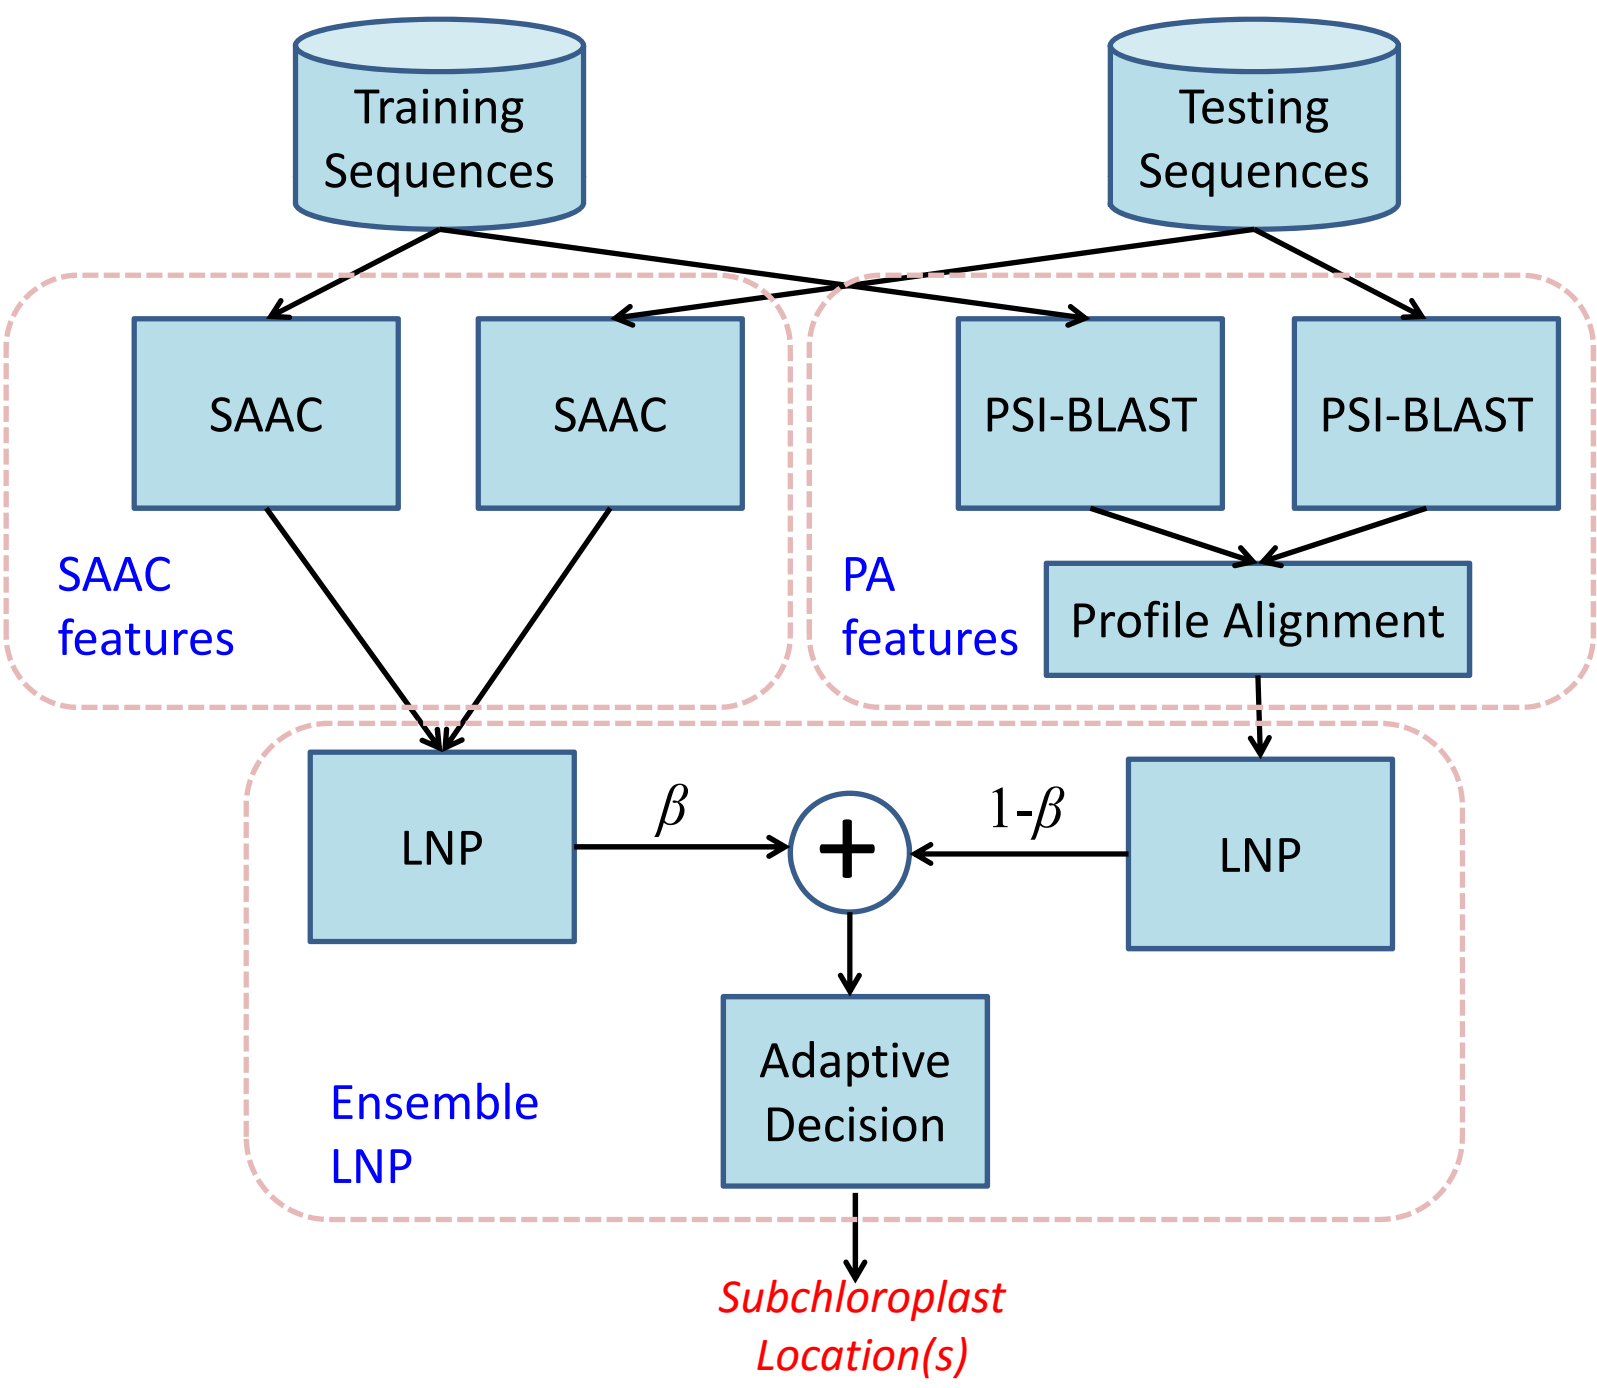 Training
Sequences
Testing
Sequences
SAAC
SAAC
PSI-BLAST
PSI-BLAST
SAAC
features
PA
features
Profile Alignment
LNP
β
+
1-β
LNP
Adaptive
Decision
Ensemble
LNP
Subchloroplast
Location(s)